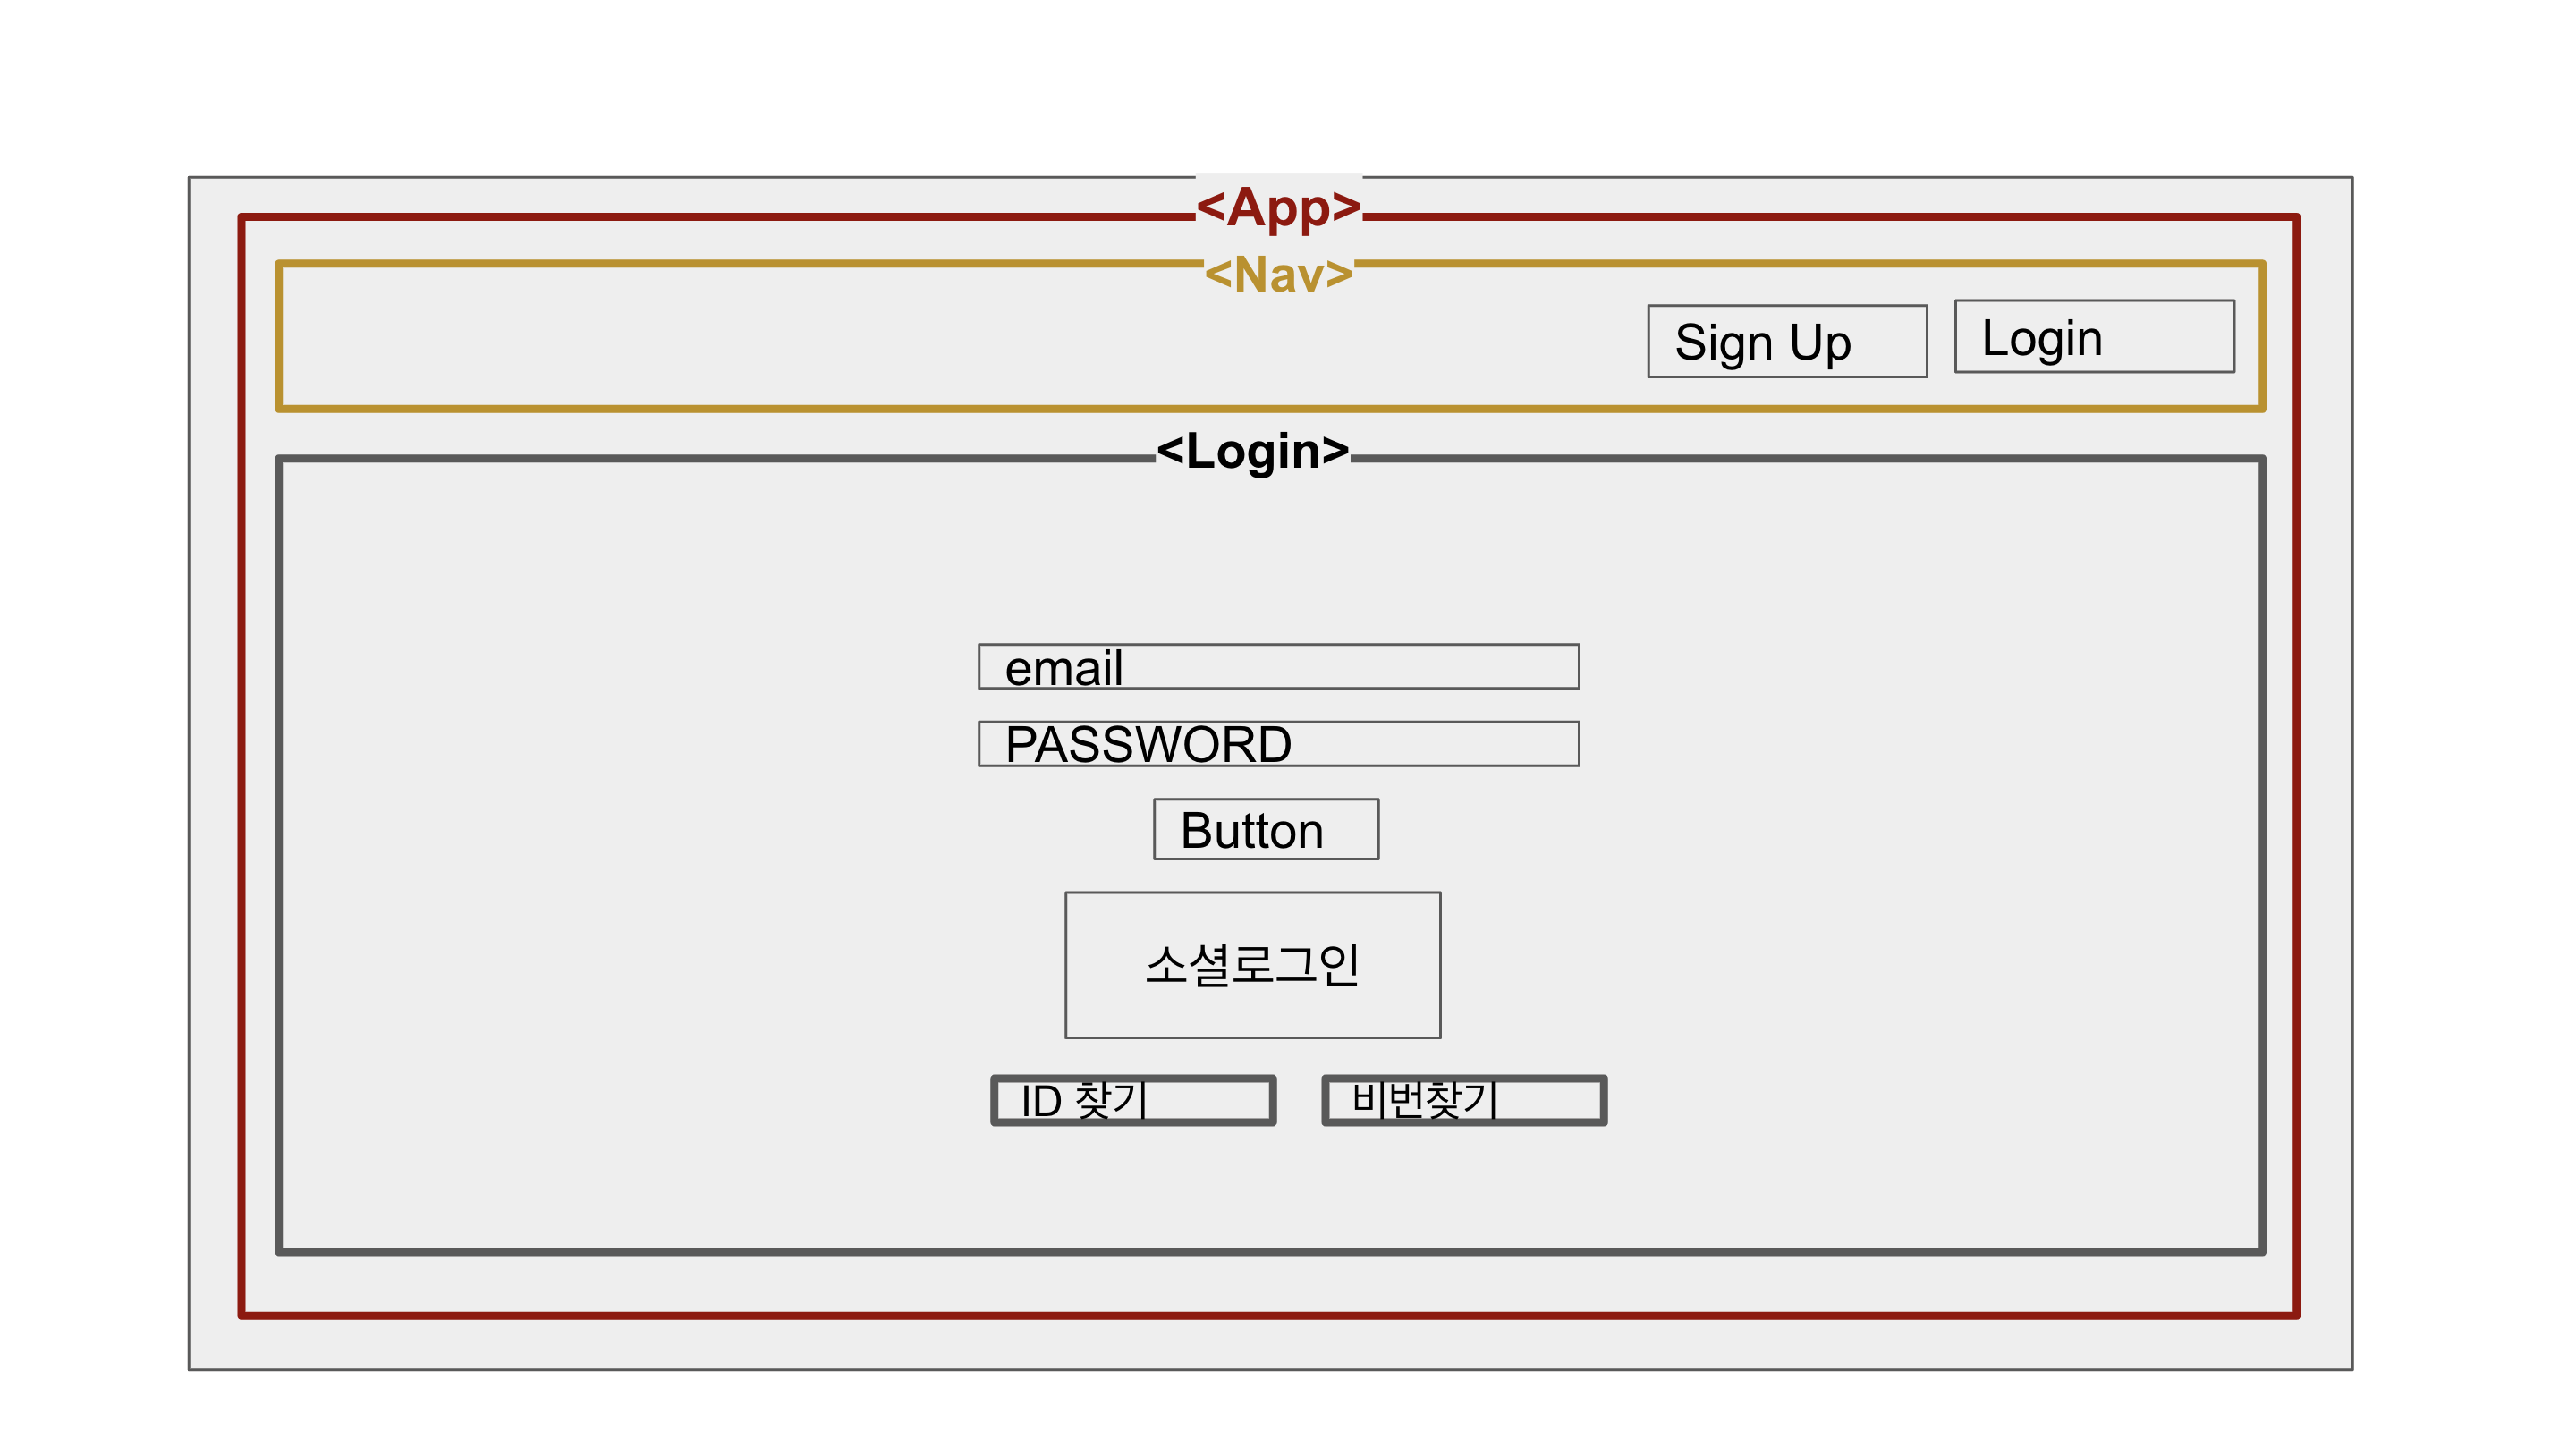 <App>
<Nav>
Sign Up
Login
<Login>
email
PASSWORD
Button
소셜로그인
ID 찾기
비번찾기